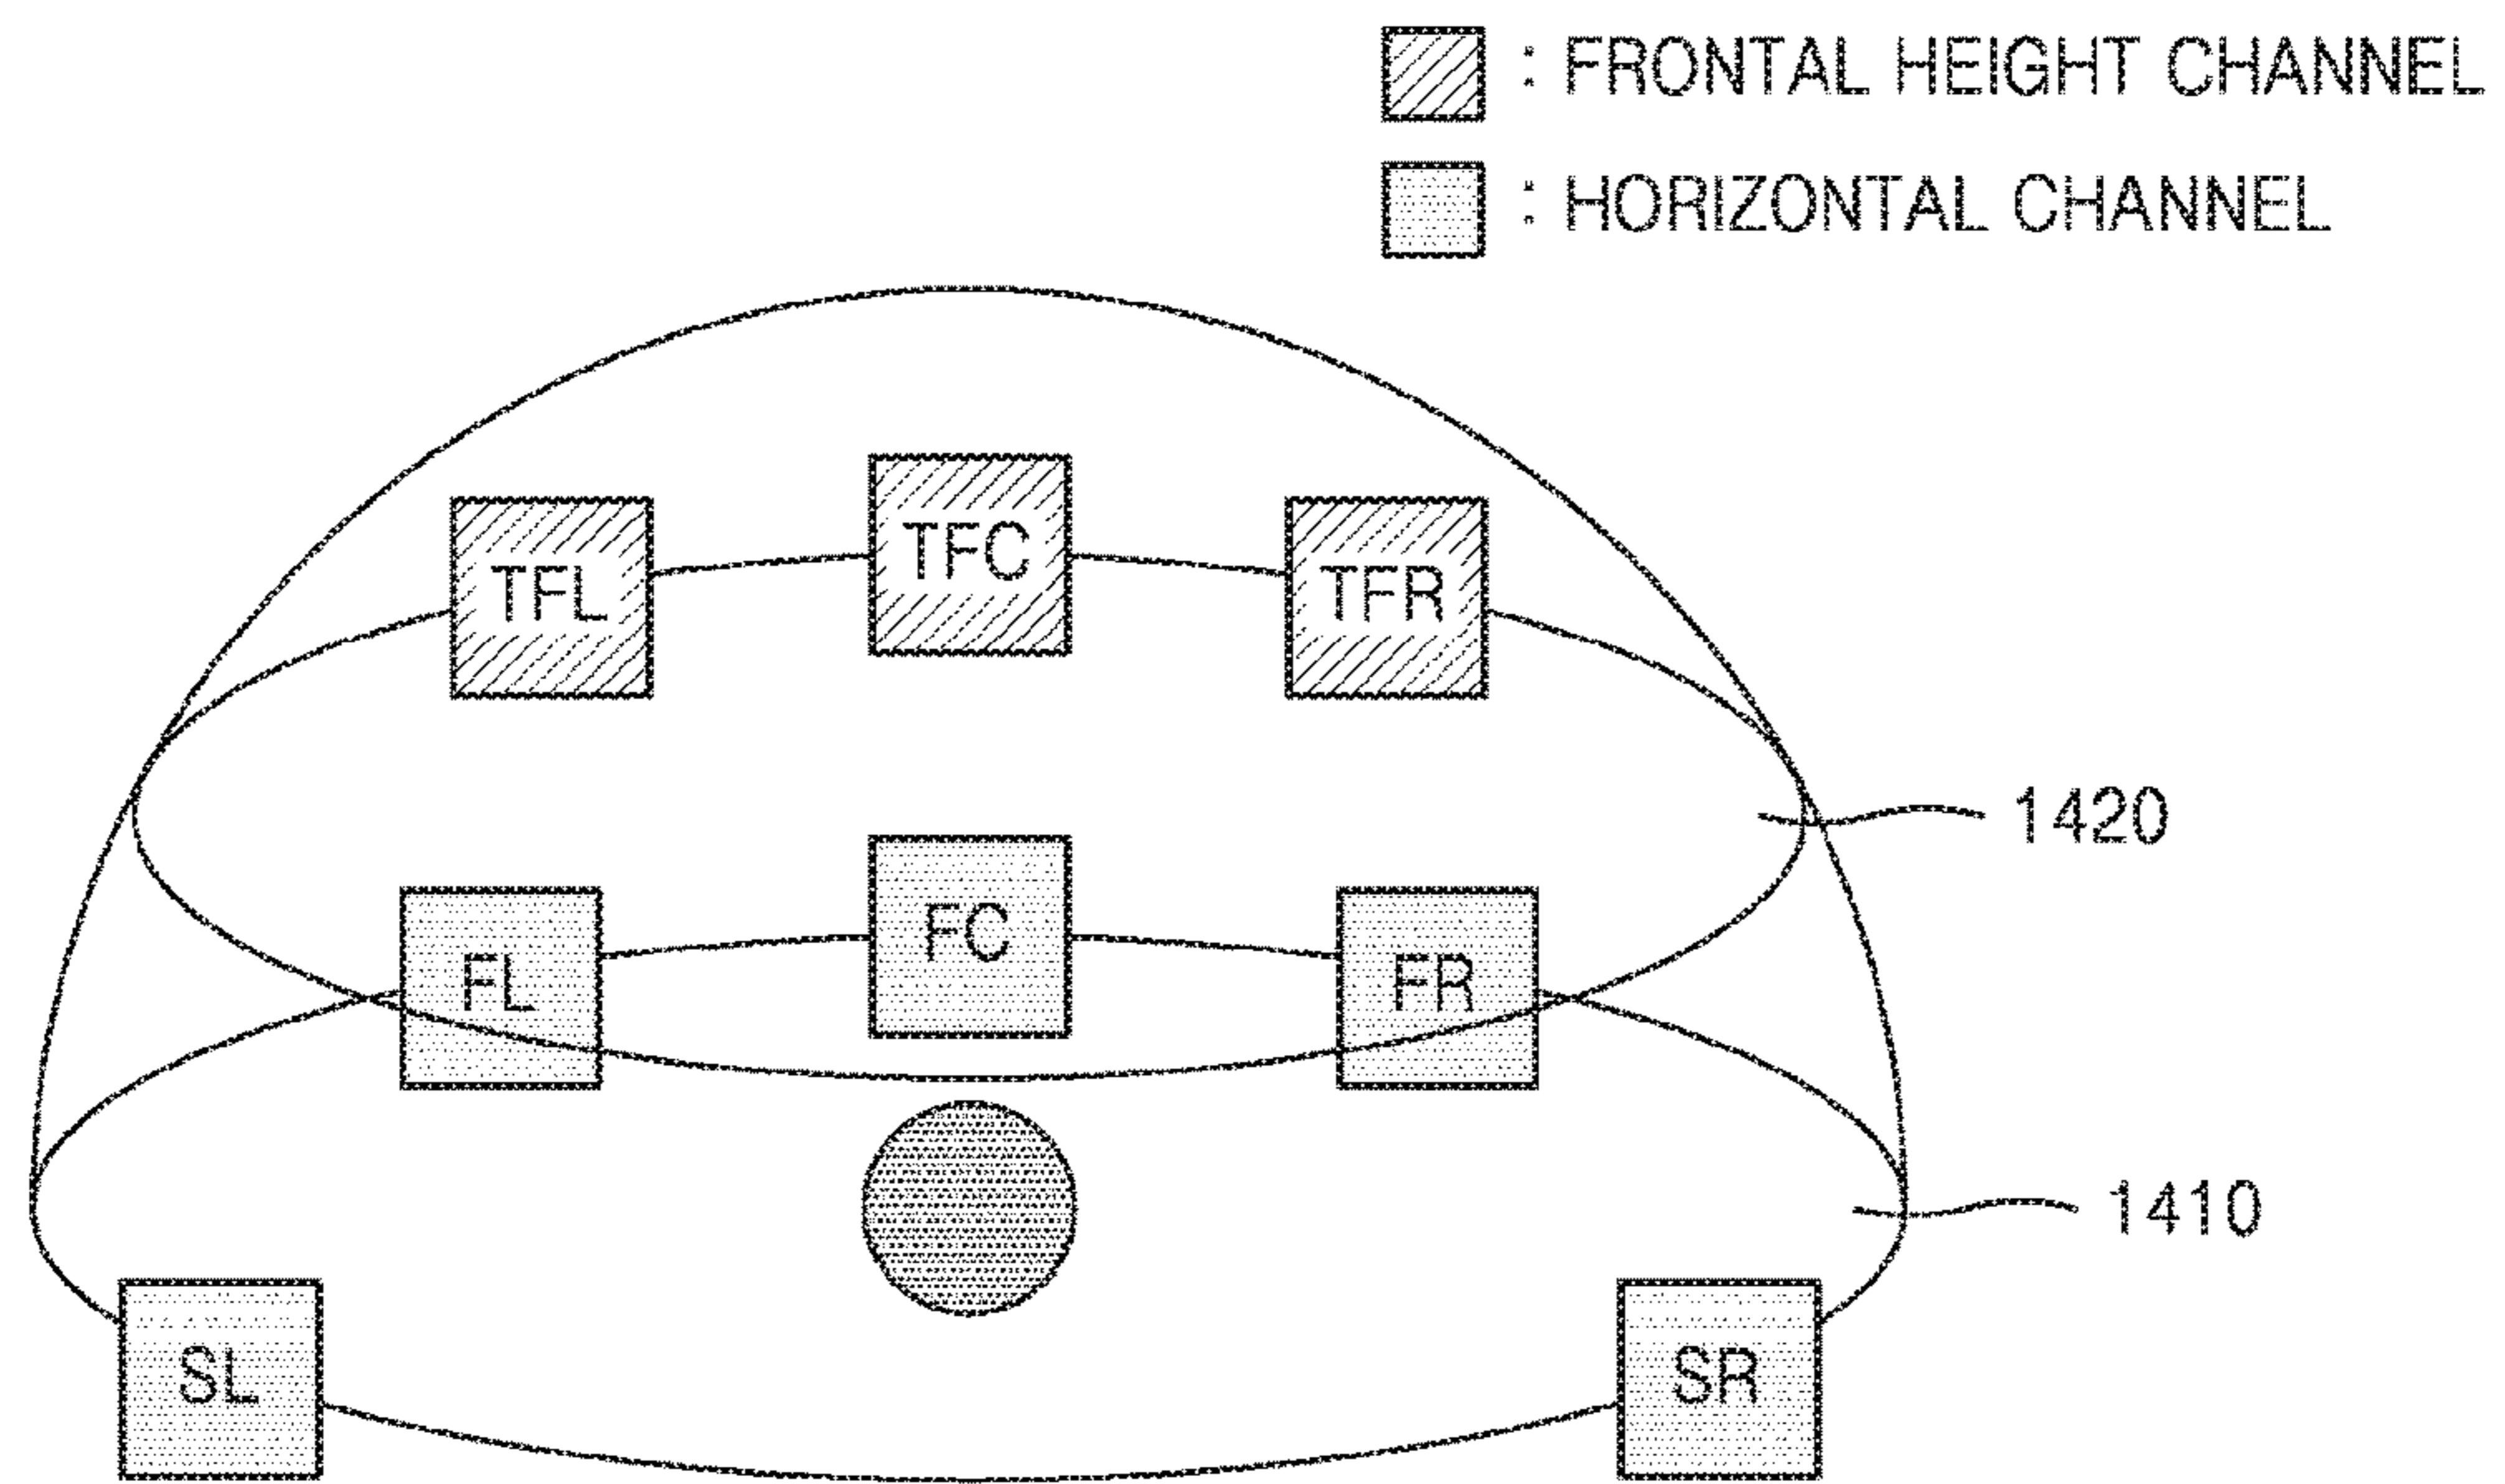 : FRONTAL HEIGHT CHANNEL
: HORIZONTAL CHANNEL
TFL
TFC
TFR
1420
FL
FC
FR
1410
SL
SR